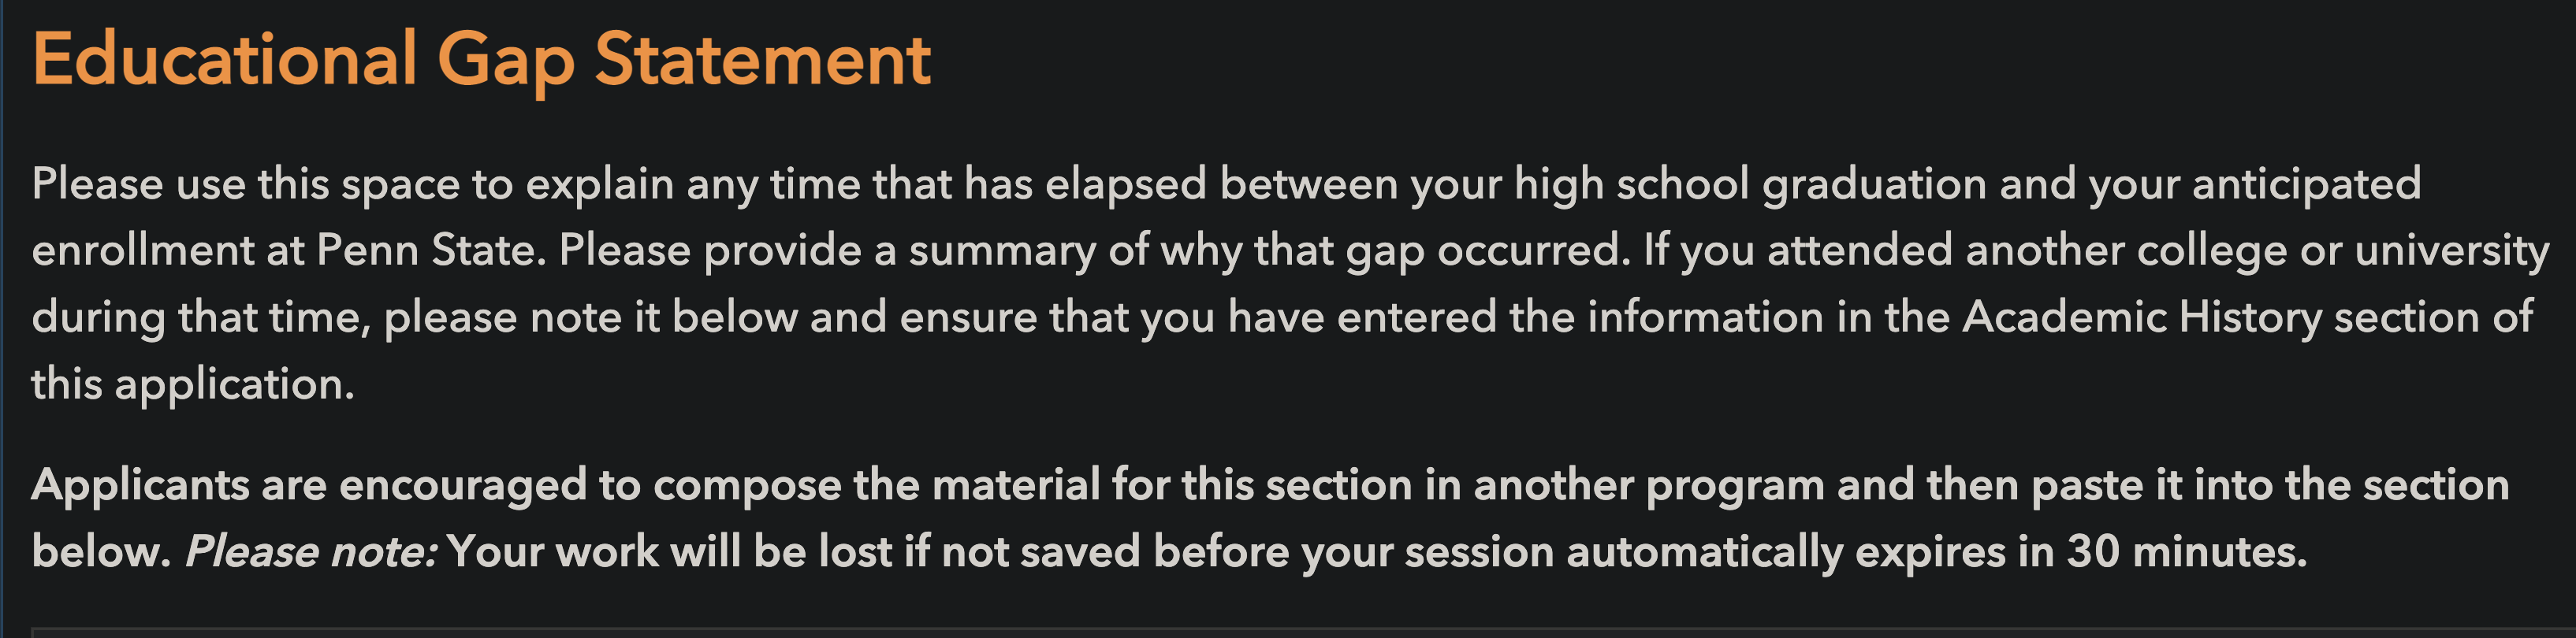 Educational Gap Statement
Please use this space to explain any time that has elapsed between your high school graduation and your anticipated
enrollment at Penn State. Please provide a summary of why that gap occurred. If you attended another college or university
during that time, please note it below and ensure that you have entered the information in the Academic History section of
this application.
Applicants are encouraged to compose the material for this section in another program and then paste it into the section
below. Please note: Your work will be lost if not saved before your session automatically expires in 30 minutes.